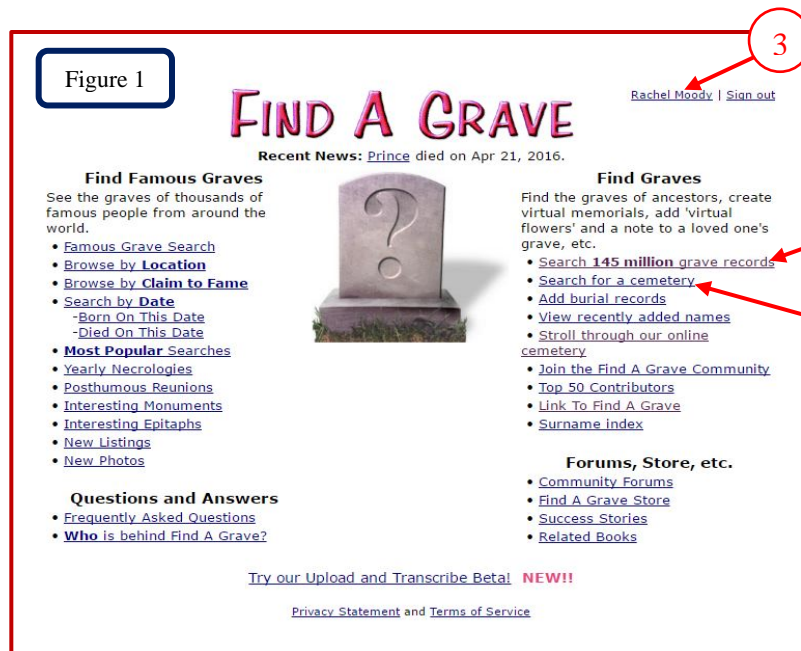 3
Figure 1
Rachel Moody | Sign out
FIND A GRAVE
Recent News: Prince died on Apr 21, 2016.
Find Famous Graves
See the graves of thousands of
famous people from around the
world.
• Famous Grave Search
• Browse by Location
• Browse by Claim to Fame
• Search by Date
-Born On This Date
-Died On This Date
• Most Popular Searches
• Yearly Necrologies
• Posthumous Reunions
• Interesting Monuments
• Interesting Epitaphs
• New Listings
• New Photos
Questions and Answers
• Frequently Asked Questions
• Who is behind Find A Grave?
?
Find Graves
Find the graves of ancestors, create
virtual memorials, add 'virtual
flowers' and a note to a loved one's
grave, etc.
• Search 145 million grave records
• Search for a cemetery
• Add burial records
• View recently added names
• Stroll through our online
cemetery
• Join the Find A Grave Community
• Top 50 Contributors
• Link To Find A Grave
• Surname index
Forums, Store, etc.
• Community Forums
• Find A Grave Store
• Success Stories
• Related Books
Try our Upload and Transcribe Beta! NEW!!
Privacy Statement and Terms of Service